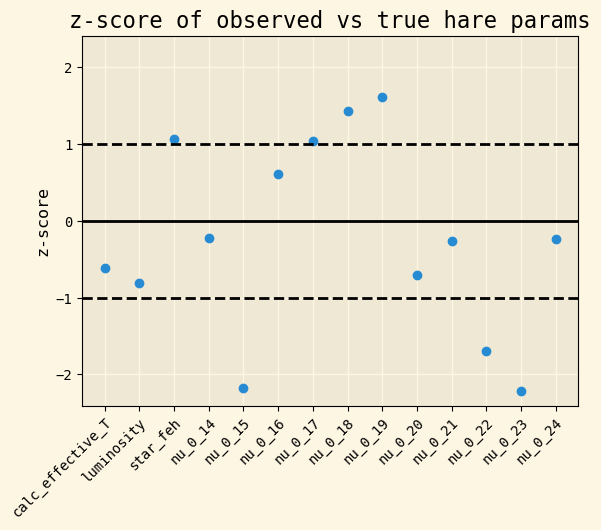 z-score of observed vs true hare params
z-score
2
1
0
−1
−2
calc_effective_T
luminosity
star_feh
nu_0_14
nu_0_15
nu_0_16
nu_0_17
nu_0_18
nu_0_19
nu_0_20
nu_0_21
nu_0_22
nu_0_23
nu_0_24